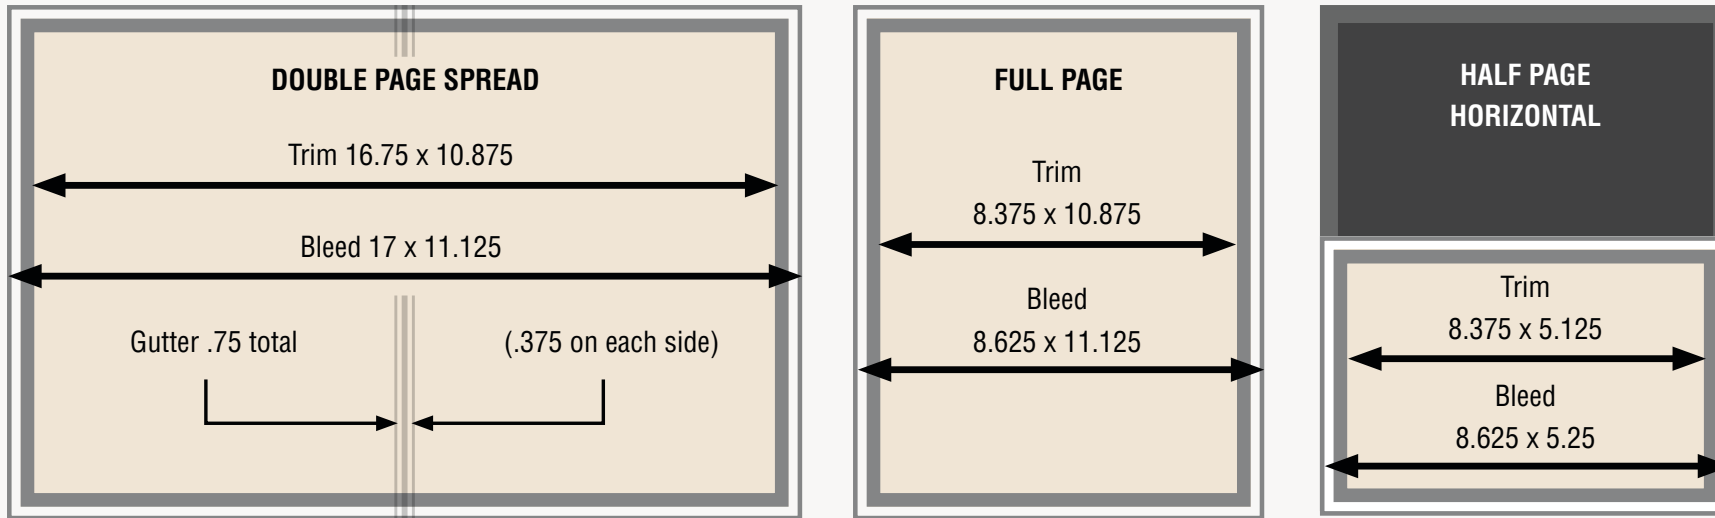 DOUBLE PAGE SPREAD
Trim 16.75 x 10.875
Bleed 17 x 11.125
Gutter .75 total
(.375 on each side)
FULL PAGE
Trim
8.375 x 10.875
Bleed
8.625 x 11.125
HALF PAGE
HORIZONTAL
Trim
8.375 x 5.125
Bleed
8.625 x 5.25